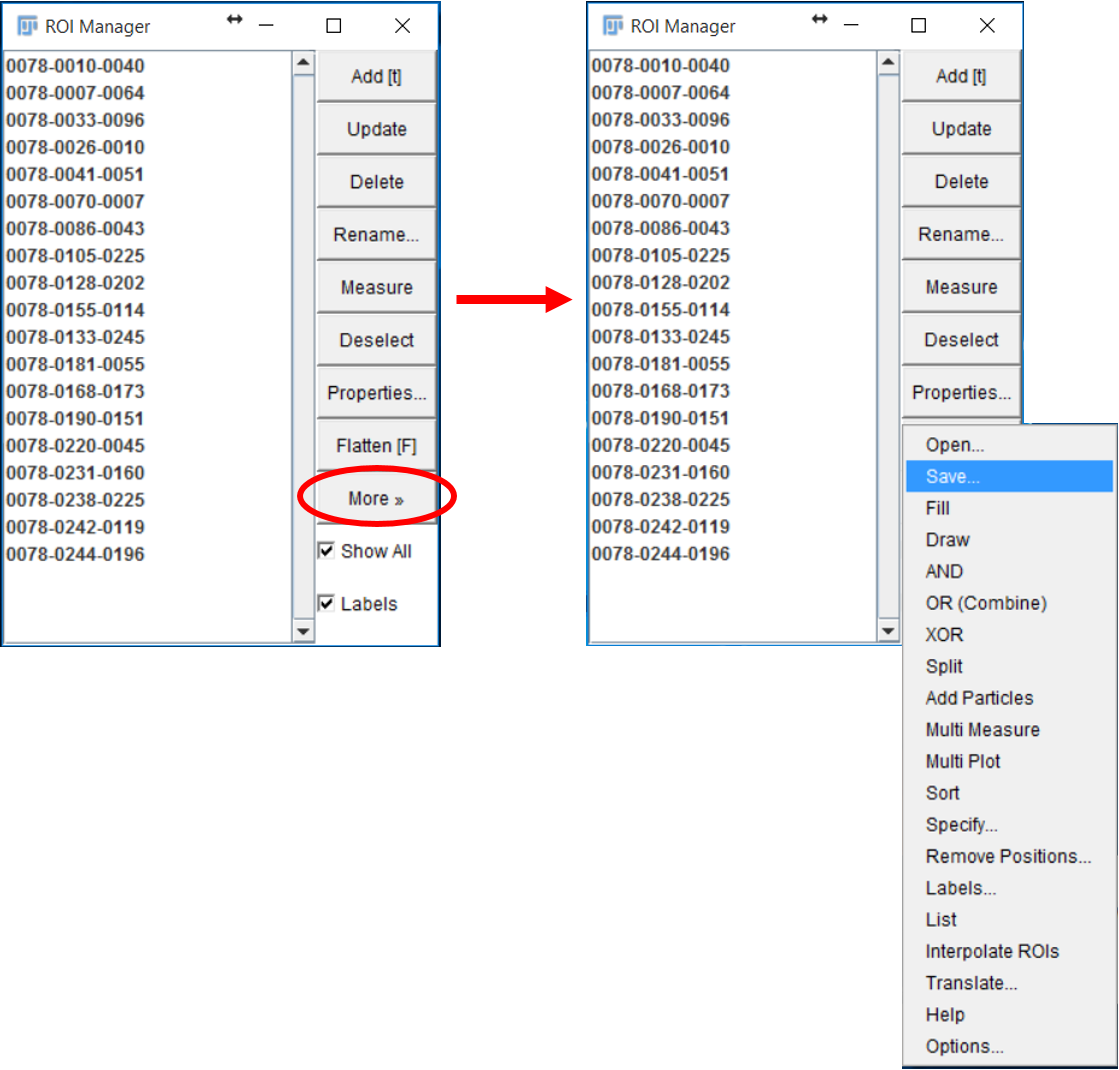 ROI Manager
0078-0010-0040
0078-0007-0064
0078-0033-0096
0078-0026-0010
0078-0041-0051
0078-0070-0007
0078-0086-0043
0078-0105-0225
0078-0128-0202
0078-0155-0114
0078-0133-0245
0078-0181-0055
0078-0168-0173
0078-0190-0151
0078-0220-0045
0078-0231-0160
0078-0238-0225
0078-0242-0119
0078-0244-0196
Add [t]
Update
Delete
Rename...
Measure
Deselect
Properties...
Flatten [F]
More »
Show All
Labels
ROI Manager
0078-0010-0040
0078-0007-0064
0078-0033-0096
0078-0026-0010
0078-0041-0051
0078-0070-0007
0078-0086-0043
0078-0105-0225
0078-0128-0202
0078-0155-0114
0078-0133-0245
0078-0181-0055
0078-0168-0173
0078-0190-0151
0078-0220-0045
0078-0231-0160
0078-0238-0225
0078-0242-0119
0078-0244-0196
Add [t]
Update
Delete
Rename...
Measure
Deselect
Properties...
Open...
Save...
Fill
Draw
AND
OR (Combine)
XOR
Split
Add Particles
Multi Measure
Multi Plot
Sort
Specify...
Remove Positions...
Labels...
List
Interpolate ROIs
Translate...
Help
Options...